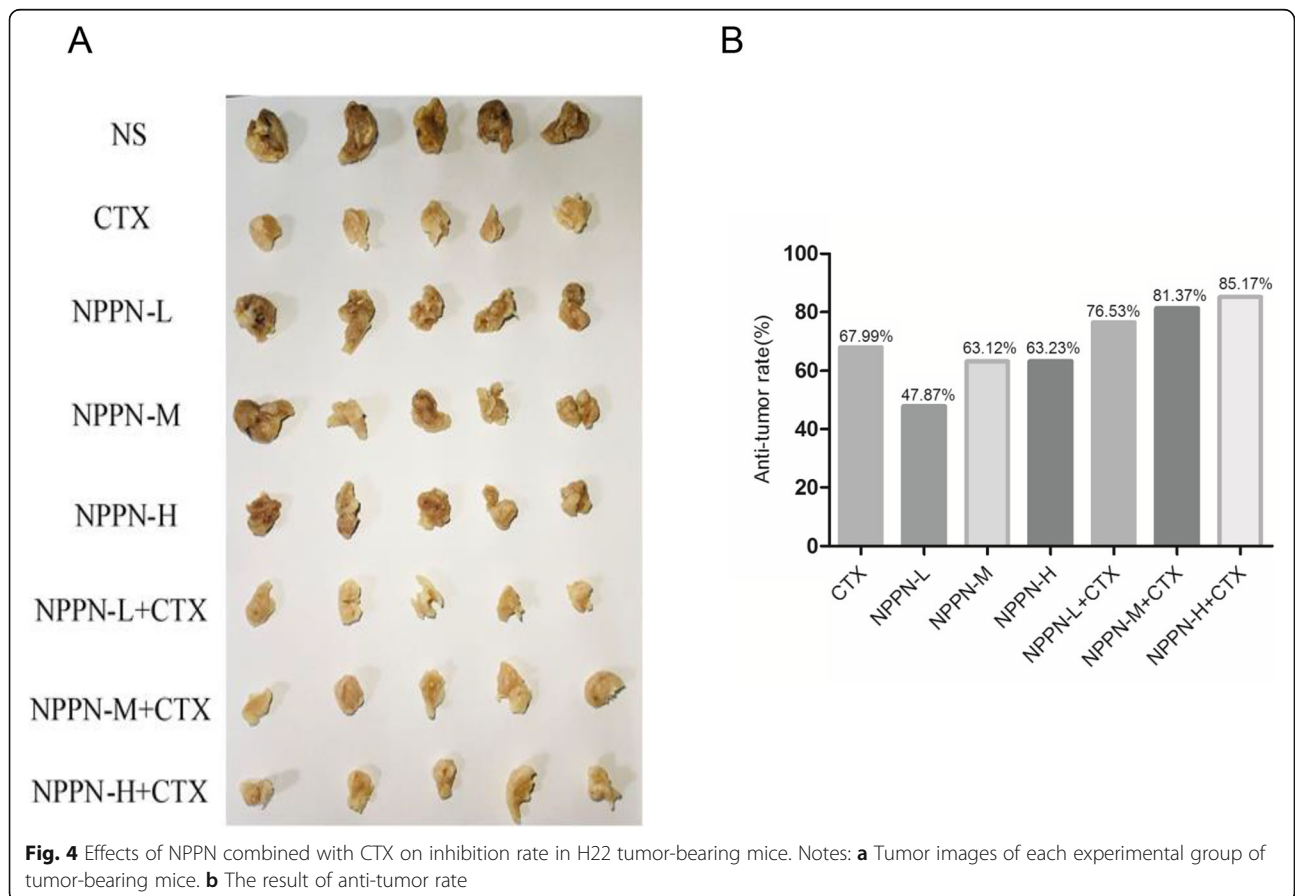 A
B
NS
CTX
NPPN-L
NPPN-M
NPPN-H
NPPN-L+CTX
NPPN-M+CTX
NPPN-H+CTX
Anti-tumor rate(%)
100
80
60
40
20
0
67.99%
47.87%
63.12%
63.23%
76.53%
81.37%
85.17%
CTX
NPPN-L
NPPN-M
NPPN-H
NPPN-L+CTX
NPPN-M+CTX
NPPN-H+CTX
Fig. 4 Effects of NPPN combined with CTX on inhibition rate in H22 tumor-bearing mice. Notes: a Tumor images of each experimental group of
tumor-bearing mice. b The result of anti-tumor rate